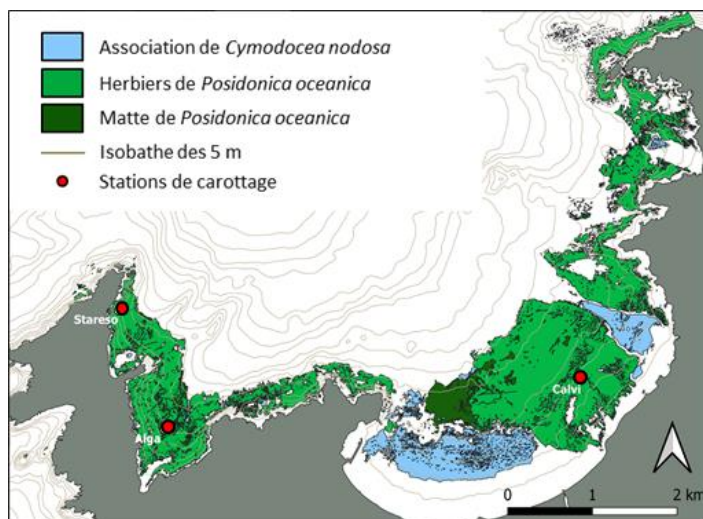 Association de Cymodocea nodosa
Herbiers de Posidonica oceanica
Matte de Posidonica oceanica
Isobathe des 5 m
Stations de carottage
Stareso
Calvi
Alga
0 1 2 km